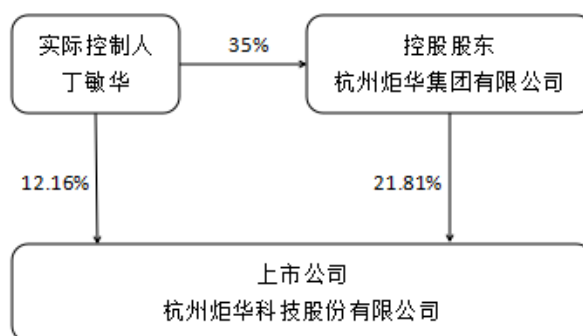 实际控制人
丁敏华
35%
控股股东
杭州炬华集团有限公司
12.16%
21.81%
上市公司
杭州炬华科技股份有限公司